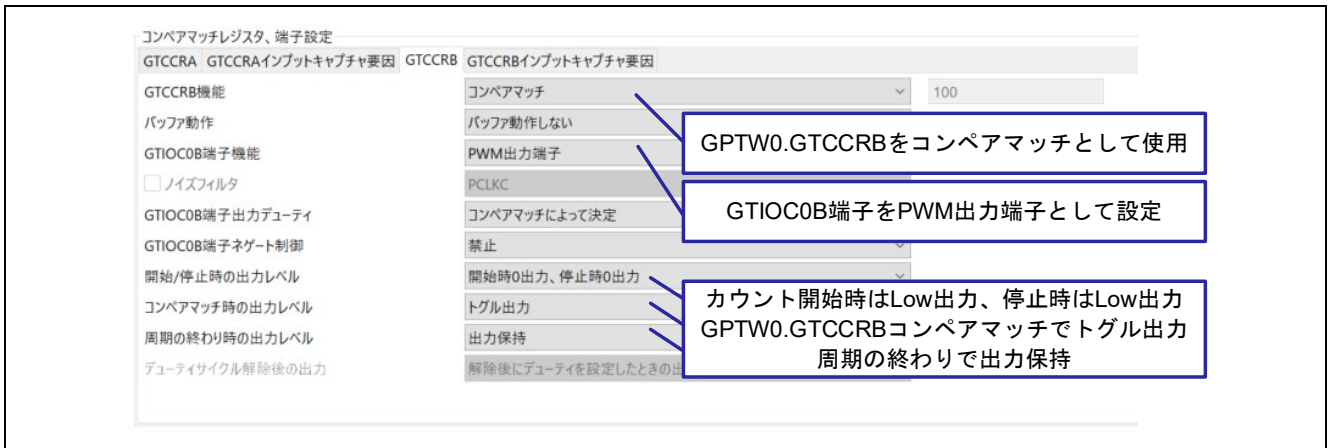 コンペアマッチレジスタ、端子設定
GTCCRA GTCCRAインプットキャプチャ要因 GTCCRB GTCCRBインプットキャプチャ要因
GTCCRB機能 コンペアマッチ 100
バッファ動作 バッファ動作しない
GPTW0.GTCCRBをコンペアマッチとして使用
GTIOC0B端子機能 PWM出力端子
ノイズフィルタ PCLKC
GTIOC0B端子出力デューティ コンペアマッチによって決定
GTIOC0B端子をPWM出力端子として設定
GTIOC0B端子ネゲート制御 禁止
開始/停止時の出力レベル 開始時0出力、停止時0出力
コンペアマッチ時の出力レベル トグル出力
周期の終わり時の出力レベル 出力保持
カウント開始時はLow出力、停止時はLow出力
GPTW0.GTCCRBコンペアマッチでトグル出力
周期の終わりで出力保持
デューティサイクル解除後の出力 解除後にデューティを設定したときの出